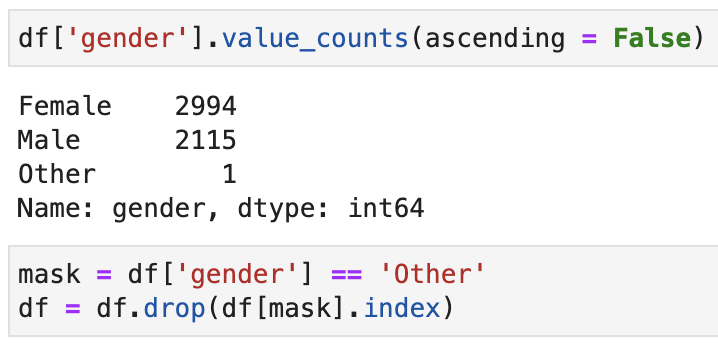 df['gender'].value_counts(ascending = False)
Female    2994
Male      2115
Other        1
Name: gender, dtype: int64
mask = df['gender'] == 'Other'
df = df.drop(df[mask].index)